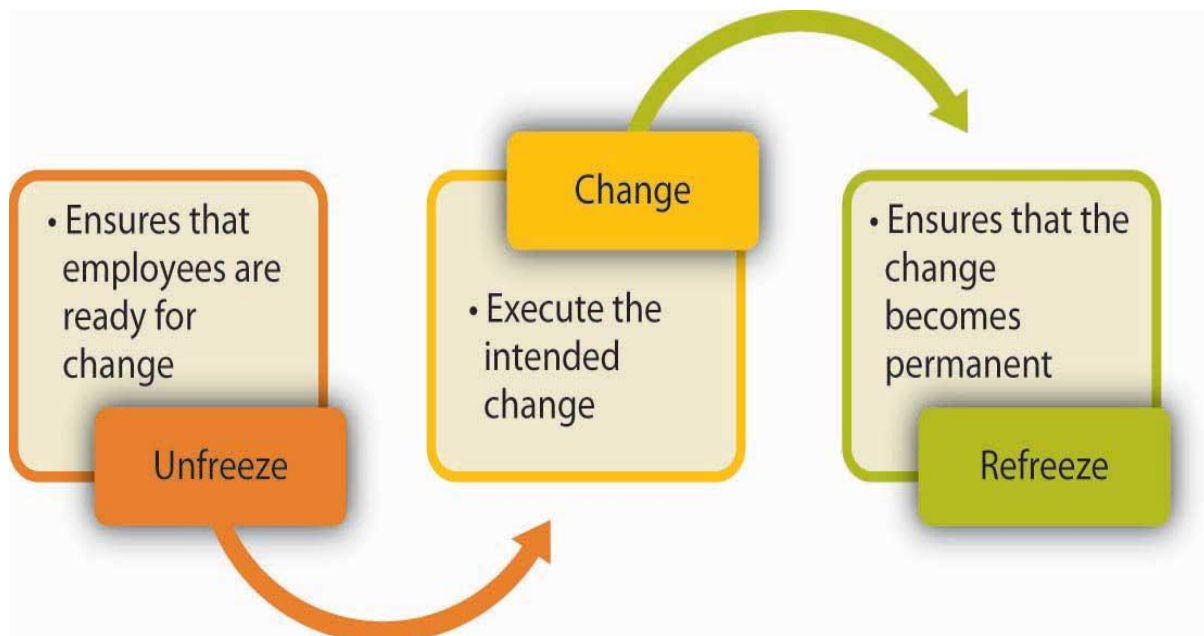 • Ensures that
employees are
ready for
change
Unfreeze
Change
• Execute the
intended
change
• Ensures that the
change
becomes
permanent
Refreeze